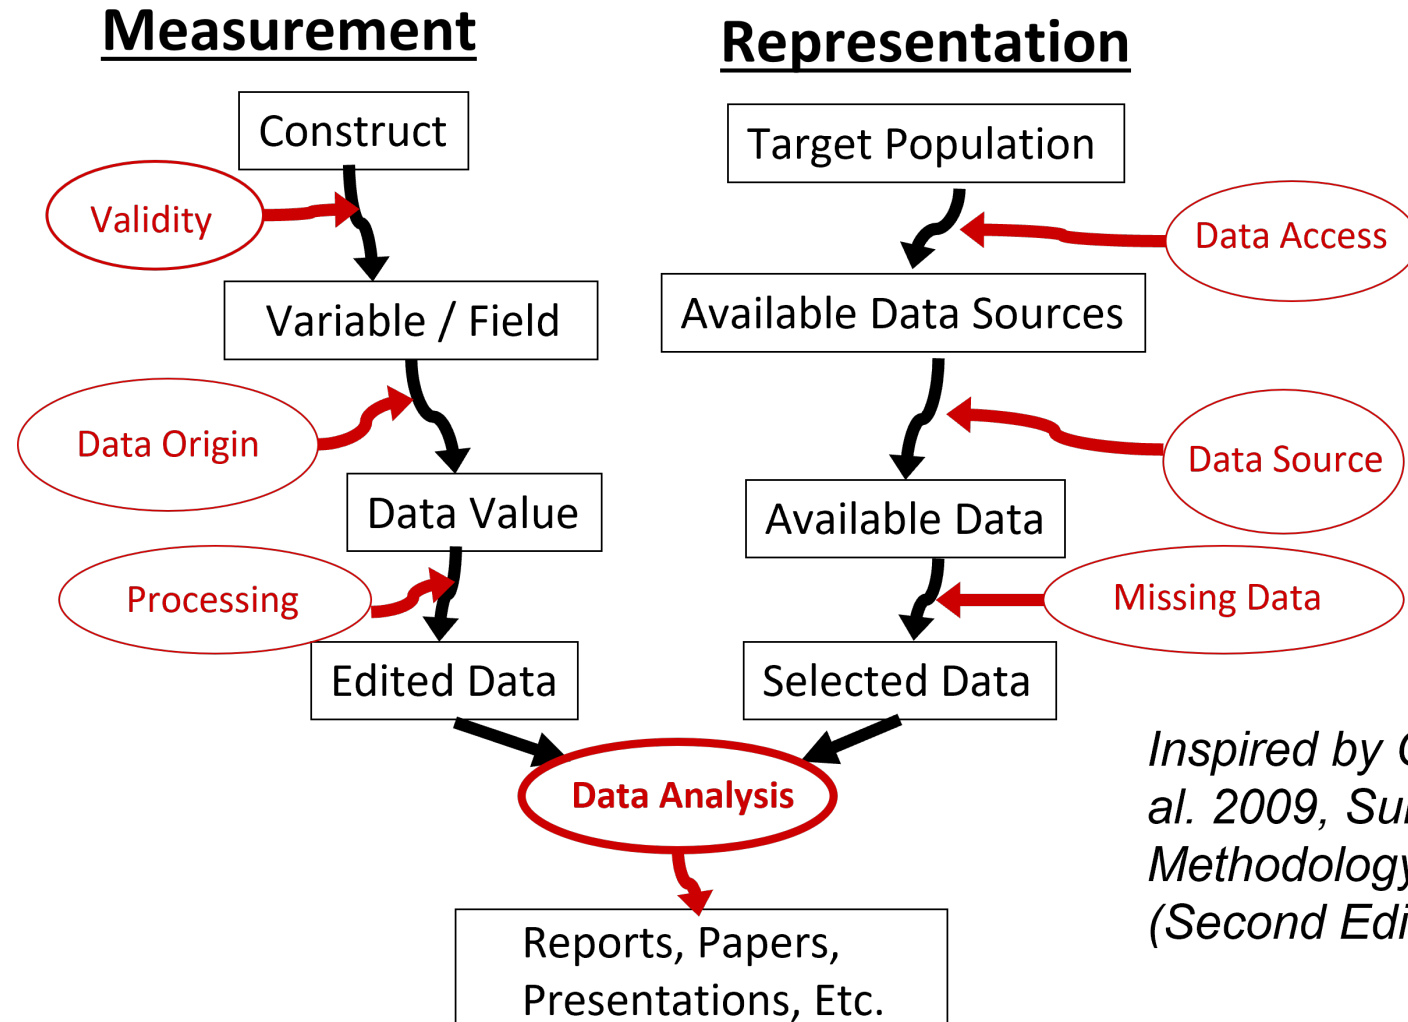 Measurement
Construct
Validity
Variable / Field
Data Origin
Data Value
Processing
Edited Data
Representation
Target Population
Data Access
Available Data Sources
Data Source
Available Data
Missing Data
Selected Data
Data Analysis
Reports, Papers,
Presentations, Etc.
Inspired by
al. 2009,
Methodology
(Second